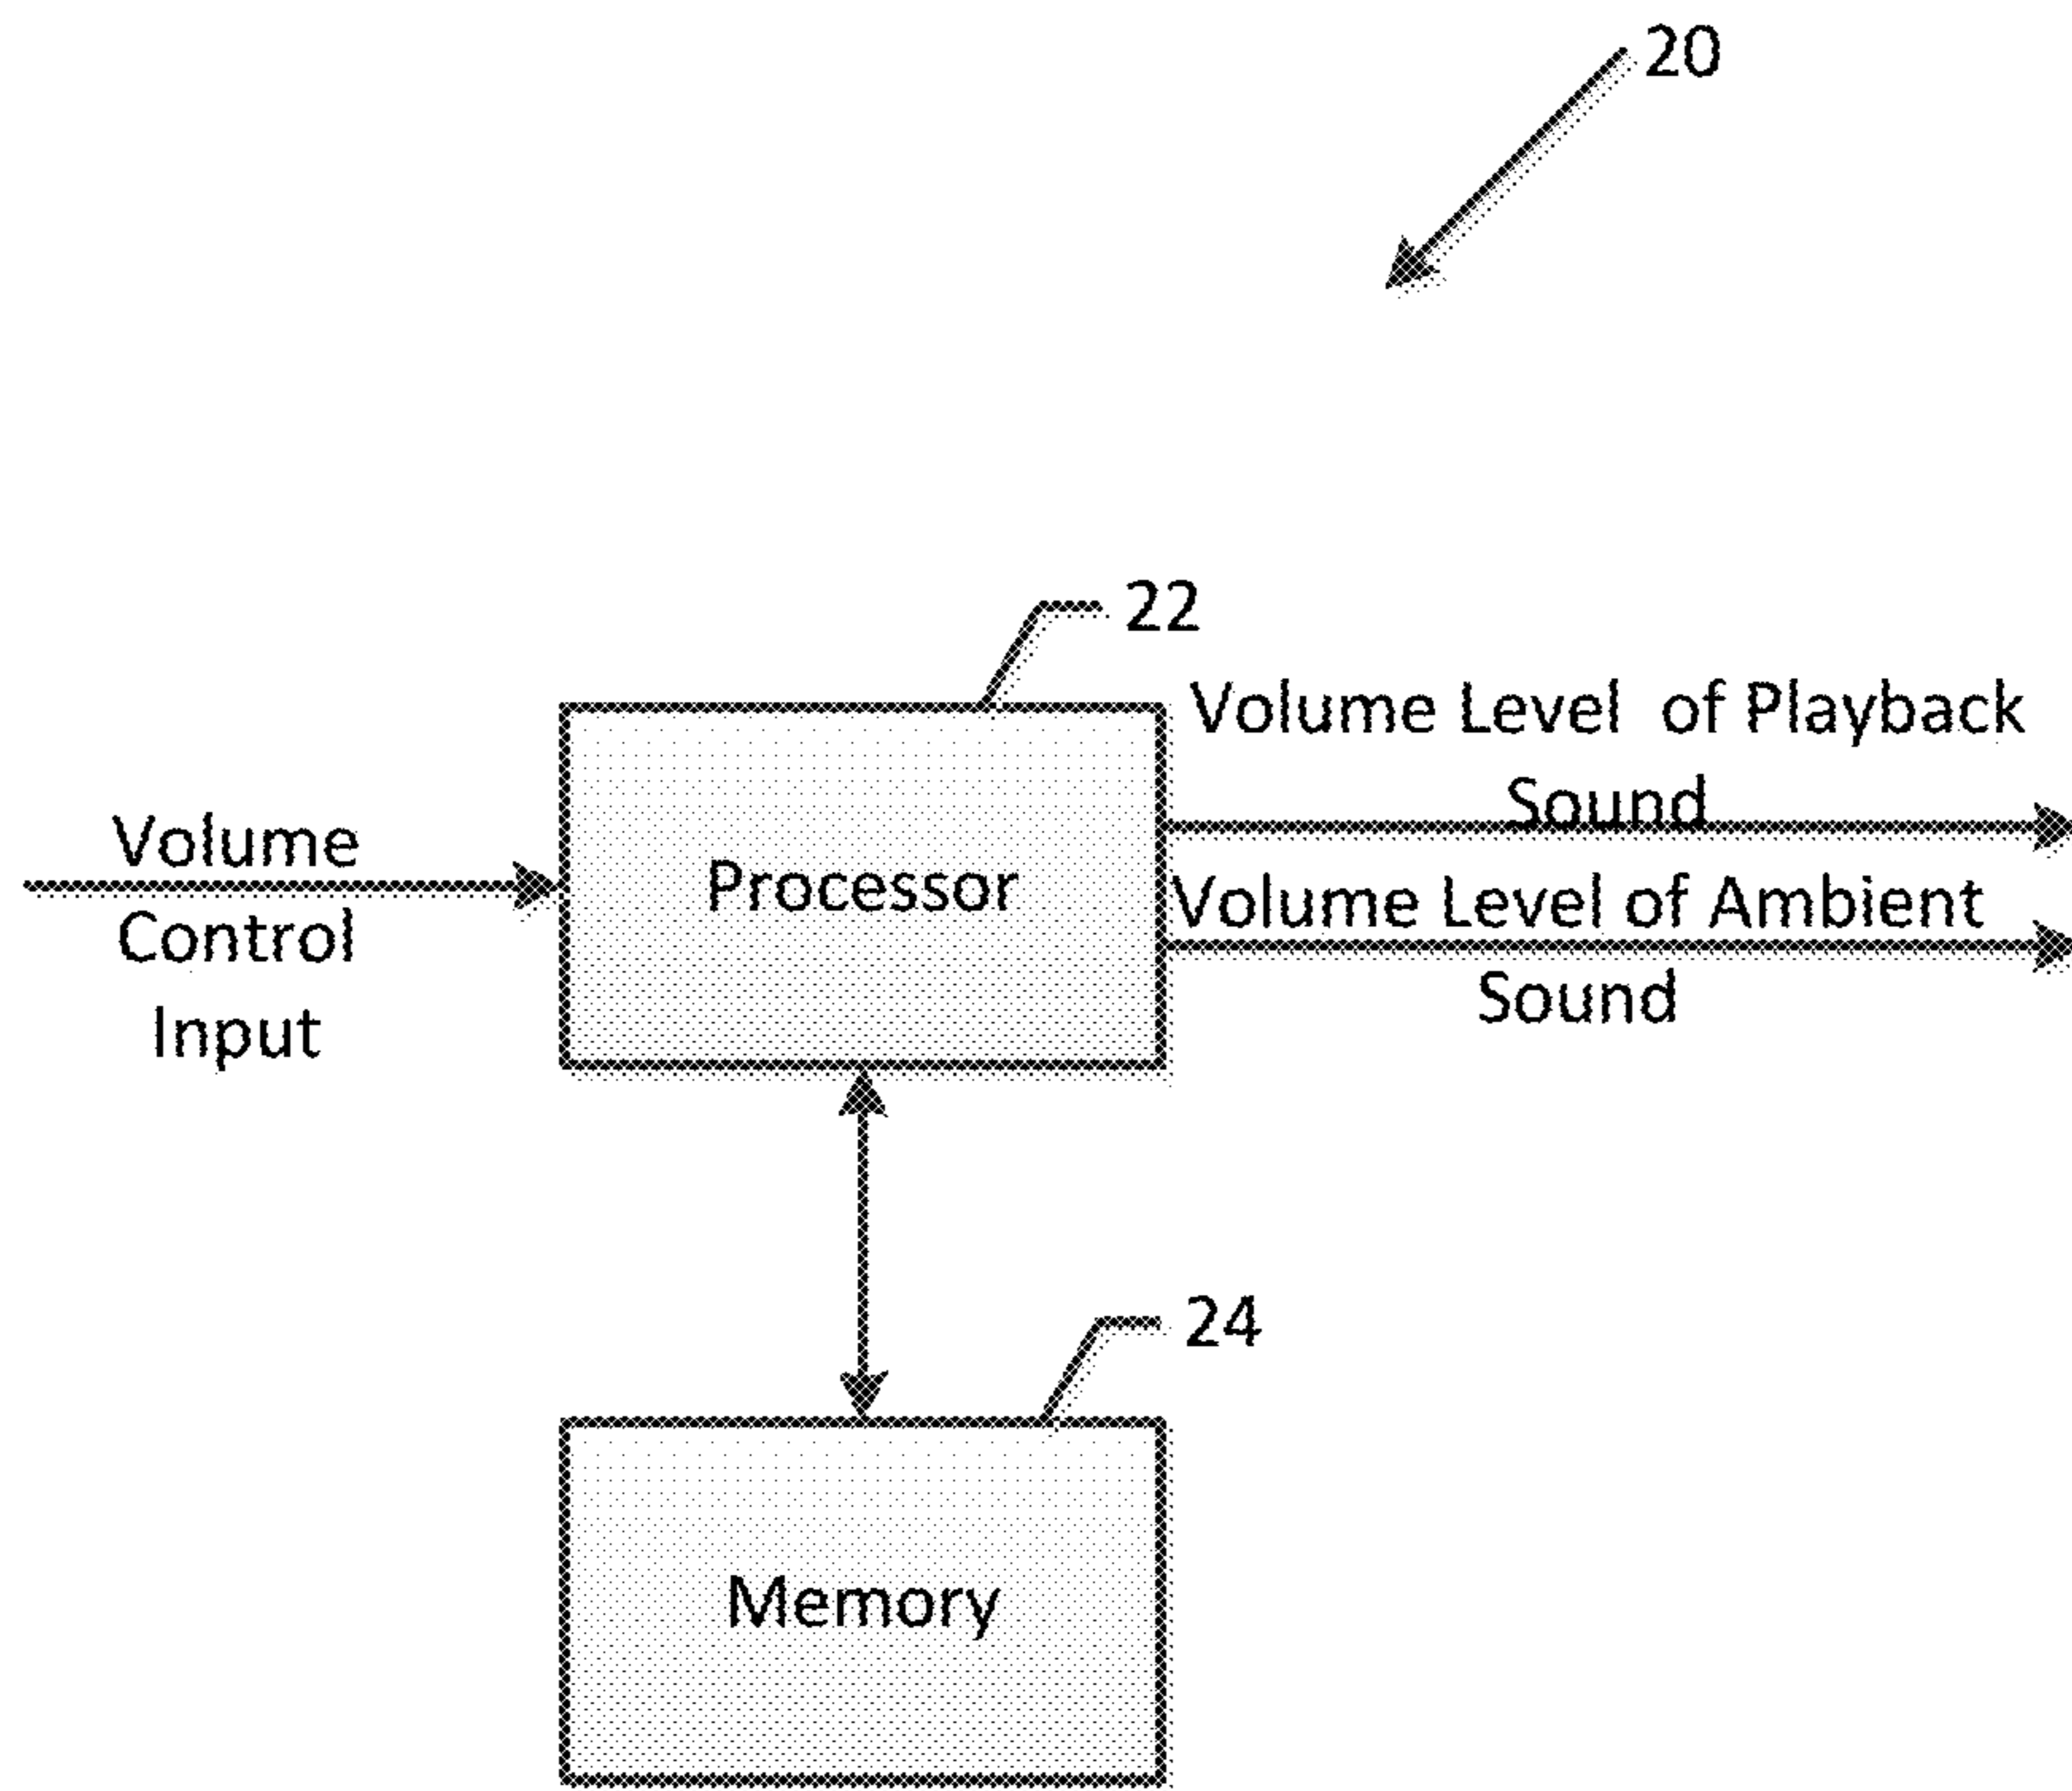 20
22
Volume Level of Playback
Sound
Volume
Control
Input
Processor
Volume Level of Ambient
Sound
24
Memory